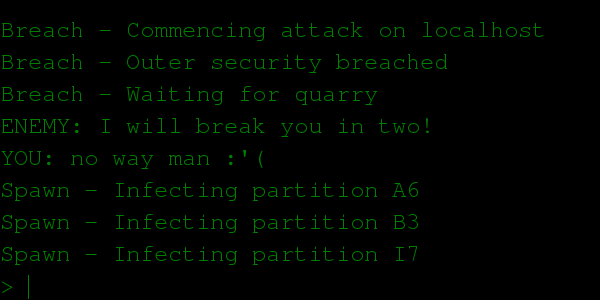 Breach - Commencing attack on localhost
Breach - Outer security breached
Breach - Waiting for quarry
ENEMY: I will break you in two!
YOU: no way man :'(
Spawn - Infecting partition A6
Spawn - Infecting partition B3
Spawn - Infecting partition I7
> |